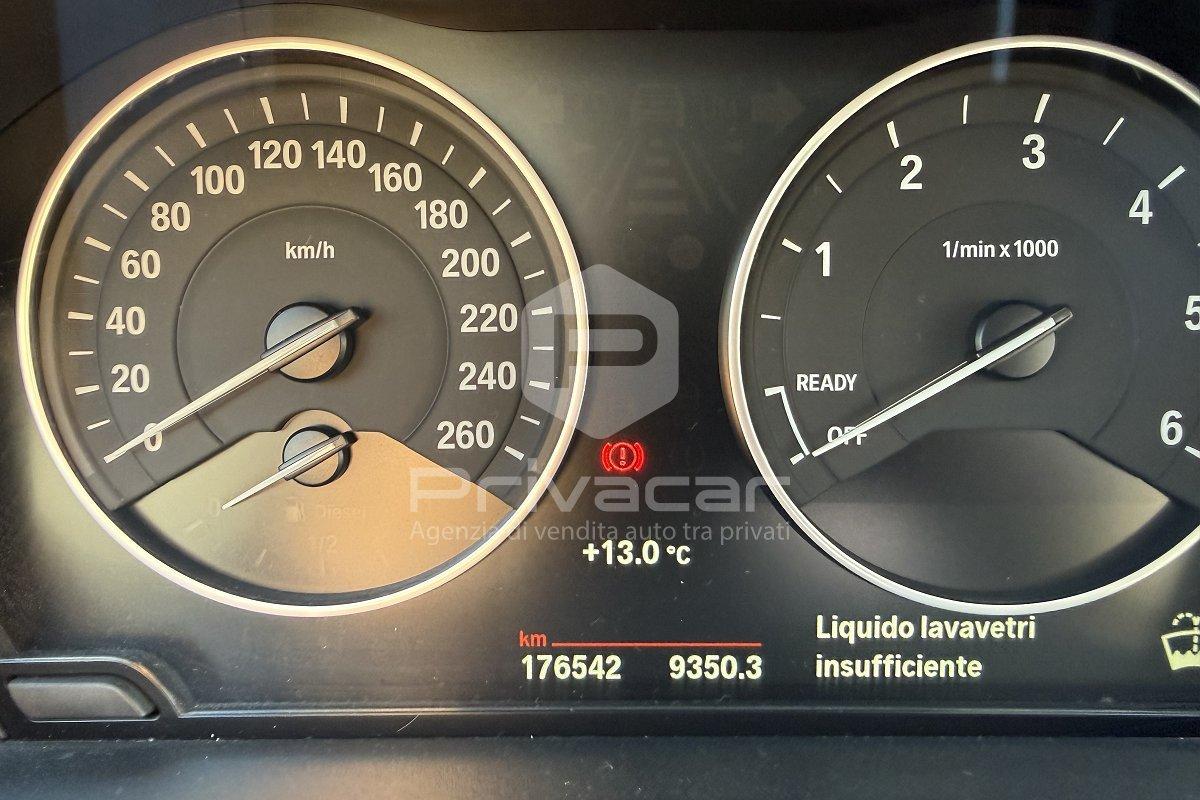 120 140
100 160
80 180
60 200
40 220
20 240
0 260
km/h
0 Diesel
1/2
1 2 3 4 5 6
1/min x 1000
READY
OFF
P
Privacar
Agenzia di vendita auto tra privati
+13.0 °C
km
176542 9350.3
Liquido lavavetri
insufficiente